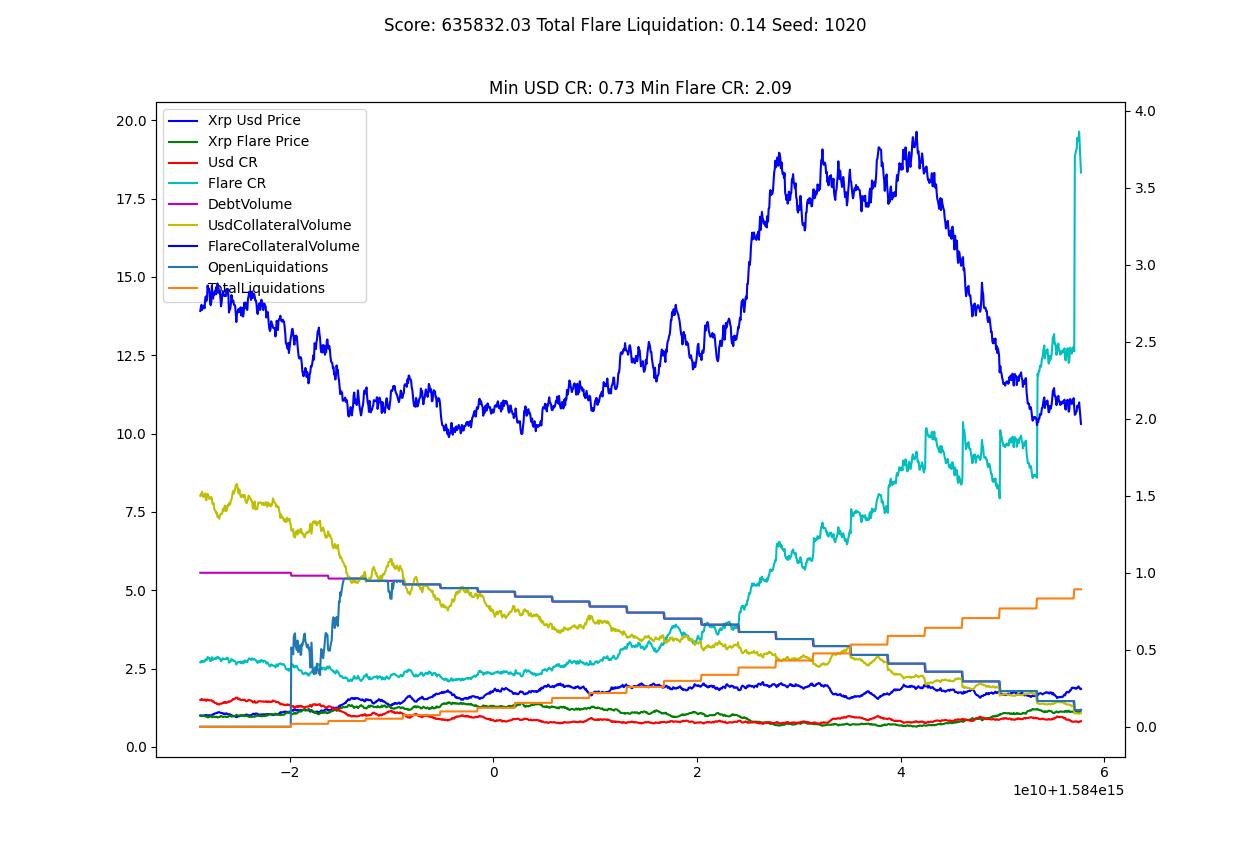 Score: 635832.03 Total Flare Liquidation: 0.14 Seed: 1020
Min USD CR: 0.73 Min Flare CR: 2.09
Xrp Usd Price
Xrp Flare Price
Usd CR
Flare CR
DebtVolume
UsdCollateralVolume
FlareCollateralVolume
OpenLiquidations
TotalLiquidations
20.0
17.5
15.0
12.5
10.0
7.5
5.0
2.5
0.0
4.0
3.5
3.0
2.5
2.0
1.5
1.0
0.5
0.0
−2 0 2 4 6
1e10+1.584e15